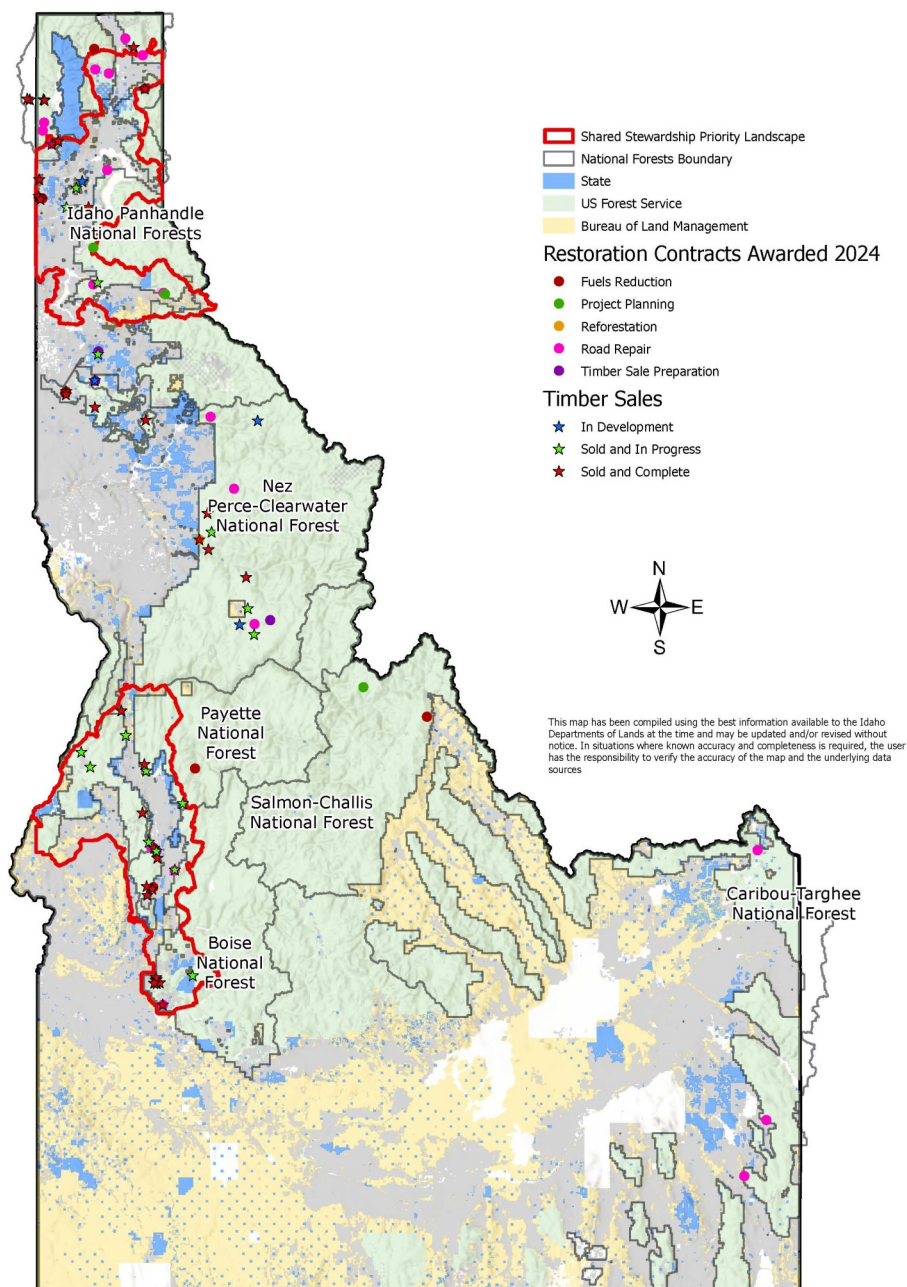 Shared Stewardship Priority Landscape
National Forests Boundary
State
US Forest Service
Bureau of Land Management
Restoration Contracts Awarded 2024
Fuels Reduction
Project Planning
Reforestation
Road Repair
Timber Sale Preparation
Timber Sales
In Development
Sold and In Progress
Sold and Complete
Idaho Panhandle
National Forests
Nez
Perce-Clearwater
National Forest
N
W
E
S
Payette
National
Forest
This map has been compiled using the best information available to the Idaho
Departments of Lands at the time and may be updated and/or revised without
notice. In situations where known accuracy and completeness is required, the user
has the responsibility to verify the accuracy of the map and the underlying data
sources
Salmon-Challis
National Forest
Caribou-Targhee
National Forest
Boise
National
Forest